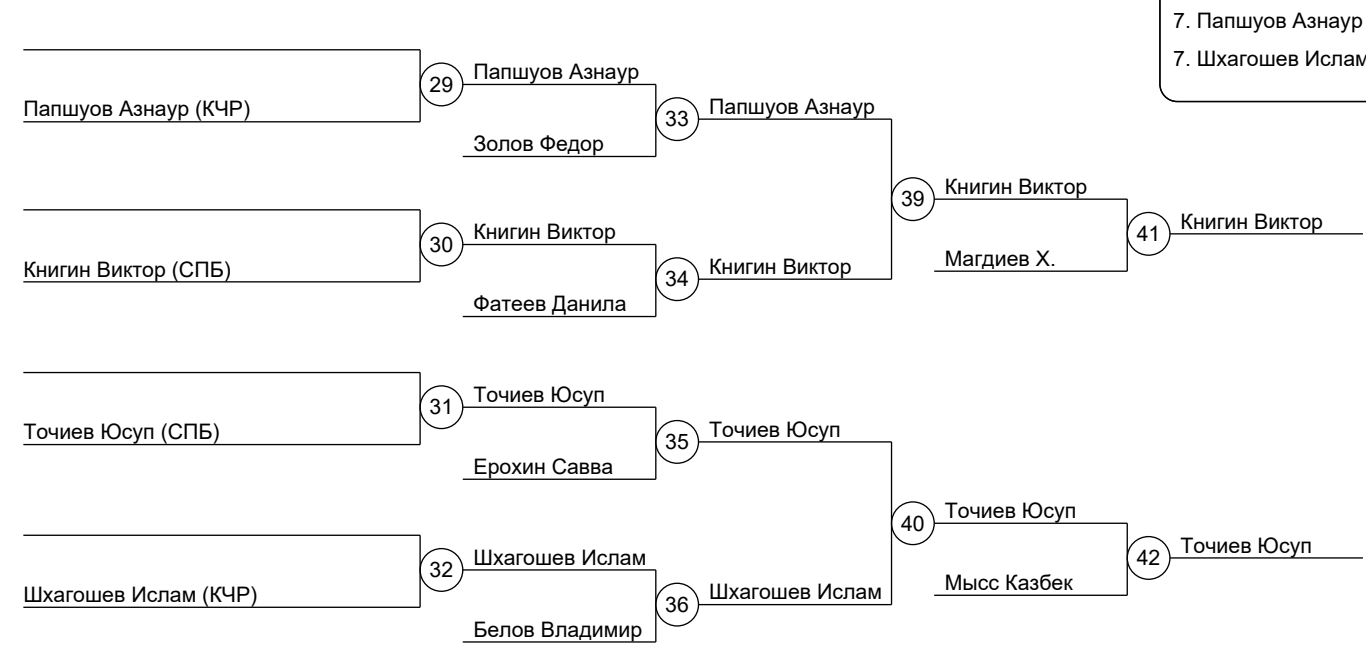 7. Папшуов Азнаур
7. Шхагошев Ислам
Папшуов Азнаур (КЧР)
29
Папшуов Азнаур
Золов Федор
33
Папшуов Азнаур
Книгин Виктор (СПБ)
30
Книгин Виктор
Фатеев Данила
34
Книгин Виктор
39
Книгин Виктор
Магдиев Х.
41
Книгин Виктор
Точиев Юсуп (СПБ)
31
Точиев Юсуп
Ерохин Савва
35
Точиев Юсуп
Шхагошев Ислам (КЧР)
32
Шхагошев Ислам
Белов Владимир
36
Шхагошев Ислам
40
Точиев Юсуп
Мысс Казбек
42
Точиев Юсуп